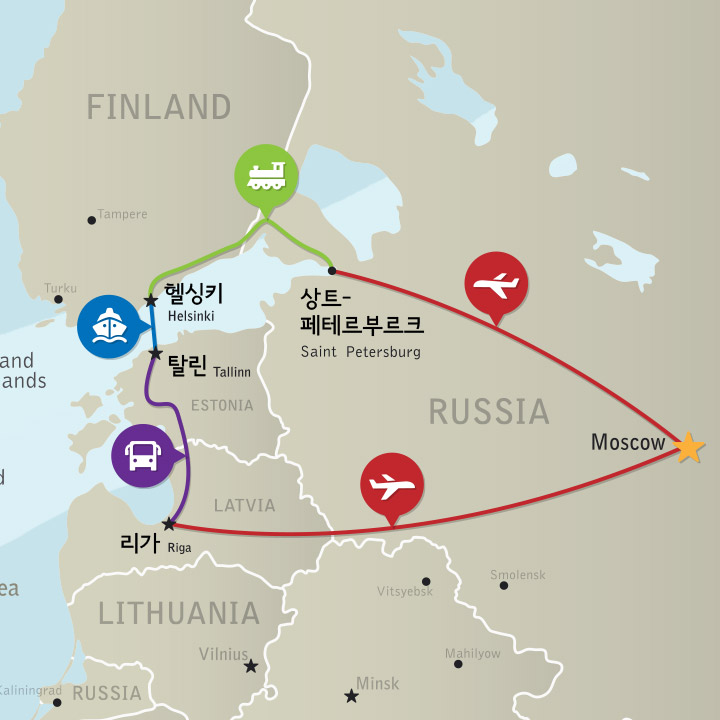 FINLAND
Tampere
Turku
헬싱키
Helsinki
상트-
페테르부르크
Saint Petersburg
and
ands
탈린 Tallinn
ESTONIA
RUSSIA
Moscow
d
LATVIA
리가 Riga
ea
Vitsyebsk
Smolensk
LITHUANIA
Vilnius
Mahilyow
Minsk
Kaliningrad
RUSSIA